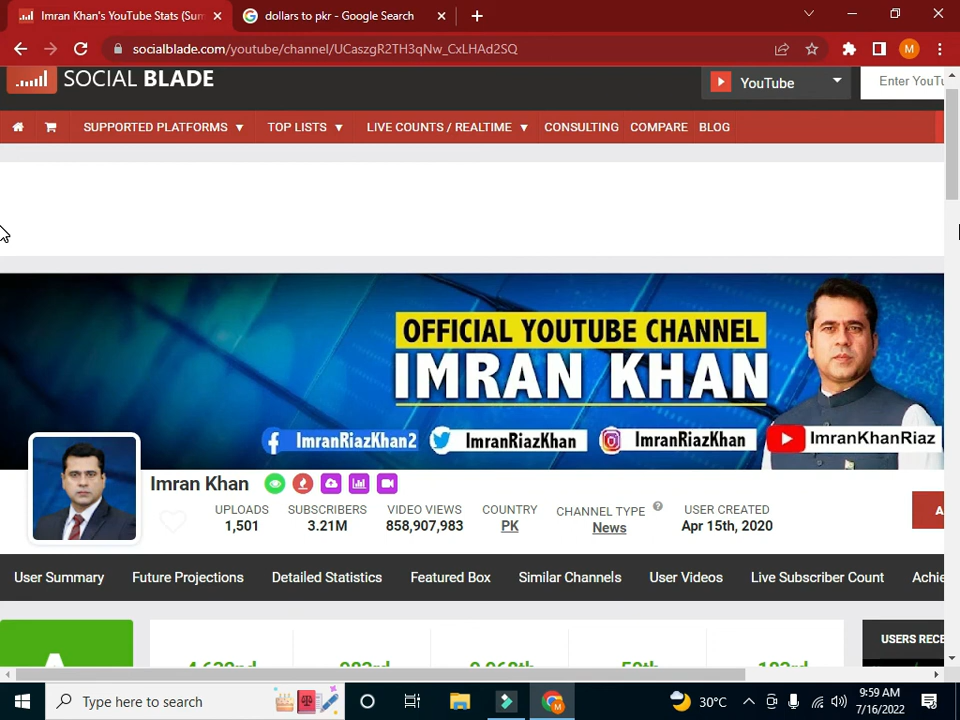 Imran Khan's YouTube Stats (Sum
dollars to pkr - Google Search
socialblade.com/youtube/channel/UCaszgR2TH3qNw_CxLHAd2SQ
M
SOCIAL BLADE
YouTube
Enter YouTu
SUPPORTED PLATFORMS
TOP LISTS
LIVE COUNTS / REALTIME
CONSULTING
COMPARE
BLOG
OFFICIAL YOUTUBE CHANNEL
IMRAN KHAN
ImranRiazKhan2
ImranRiazKhan
ImranRiazKhan
ImranKhanRiaz
Imran Khan
UPLOADS
1,501
SUBSCRIBERS
3.21M
VIDEO VIEWS
858,907,983
COUNTRY
PK
CHANNEL TYPE
News
USER CREATED
Apr 15th, 2020
A
User Summary
Future Projections
Detailed Statistics
Featured Box
Similar Channels
User Videos
Live Subscriber Count
Achie
USERS RECE
Type here to search
30°C
9:59 AM
7/16/2022